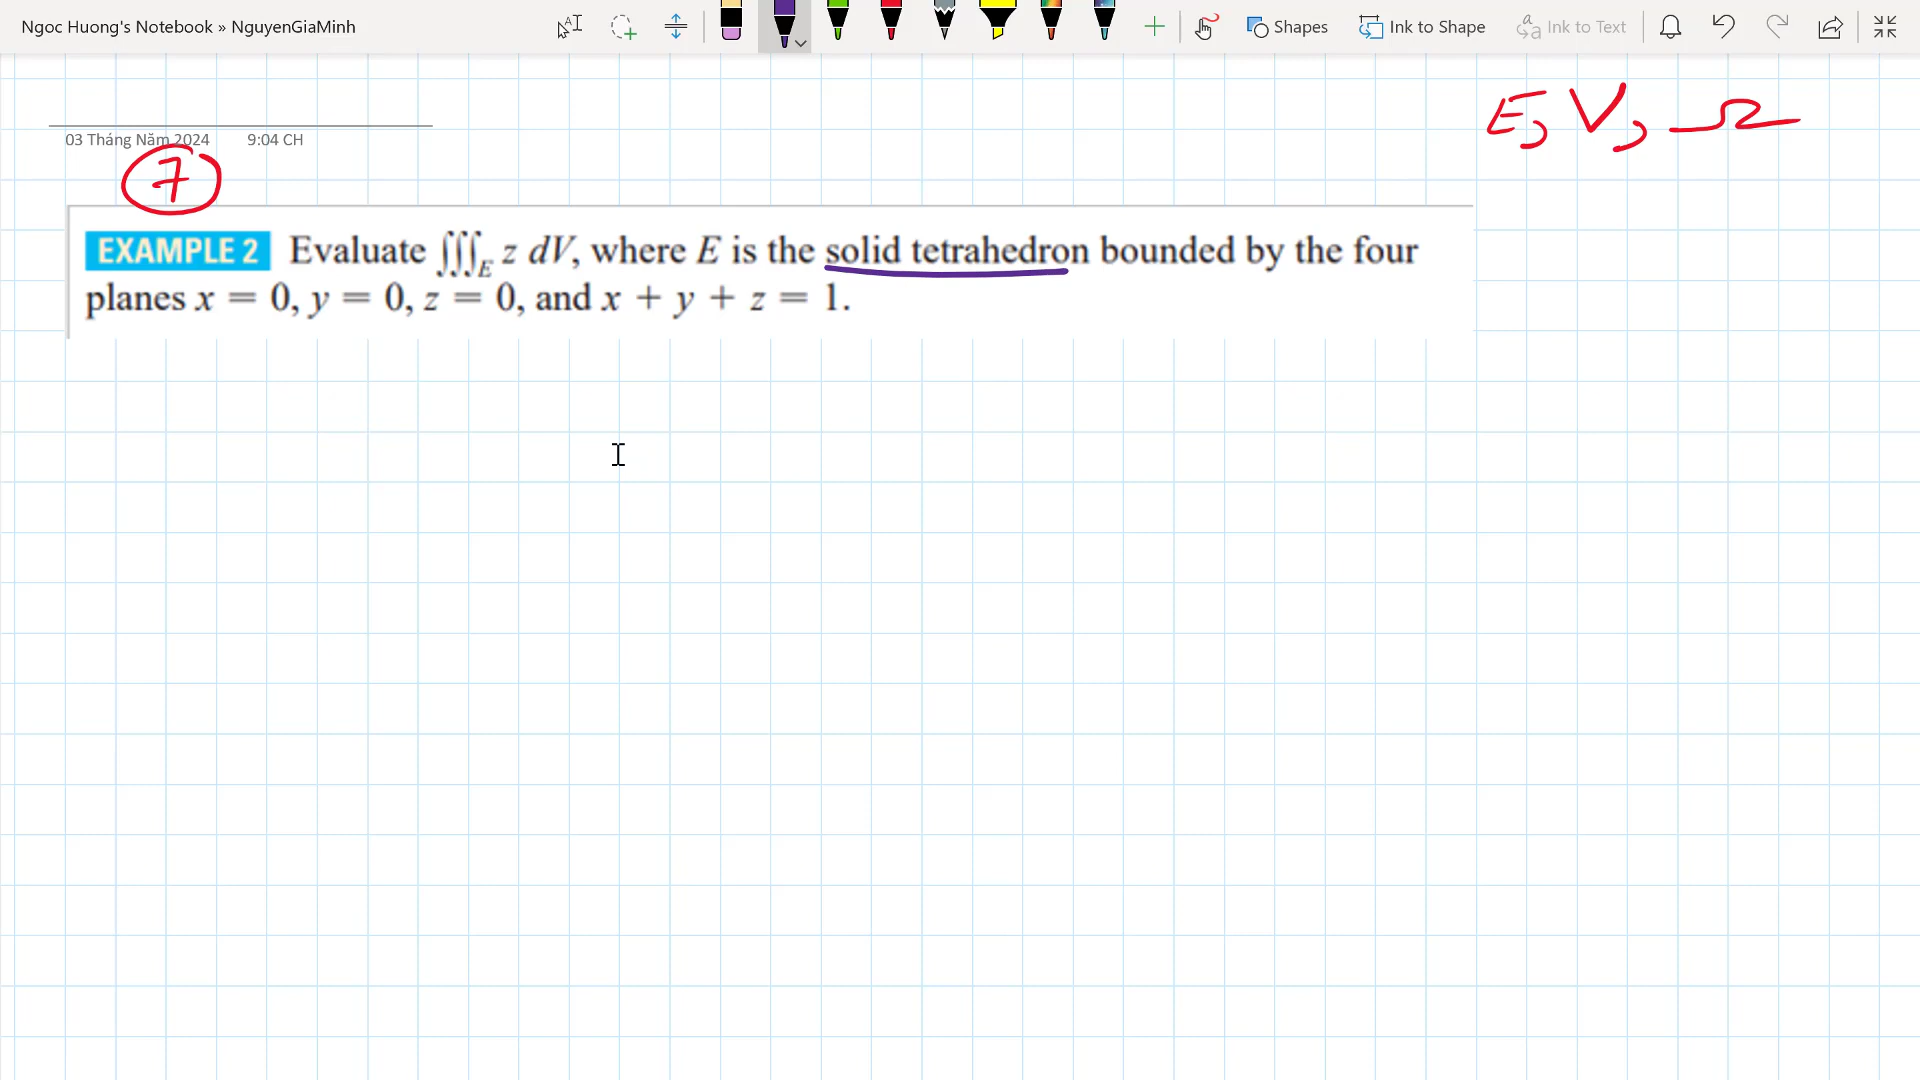 Ngoc Huong's Notebook » NguyenGiaMinh
Shapes
Ink to Shape
Ink to Text
E, V, Ω
03 Tháng Năm 2024 9:04 CH
7
EXAMPLE 2 Evaluate ∭_E z dV, where E is the solid tetrahedron bounded by the four
planes x = 0, y = 0, z = 0, and x + y + z = 1.